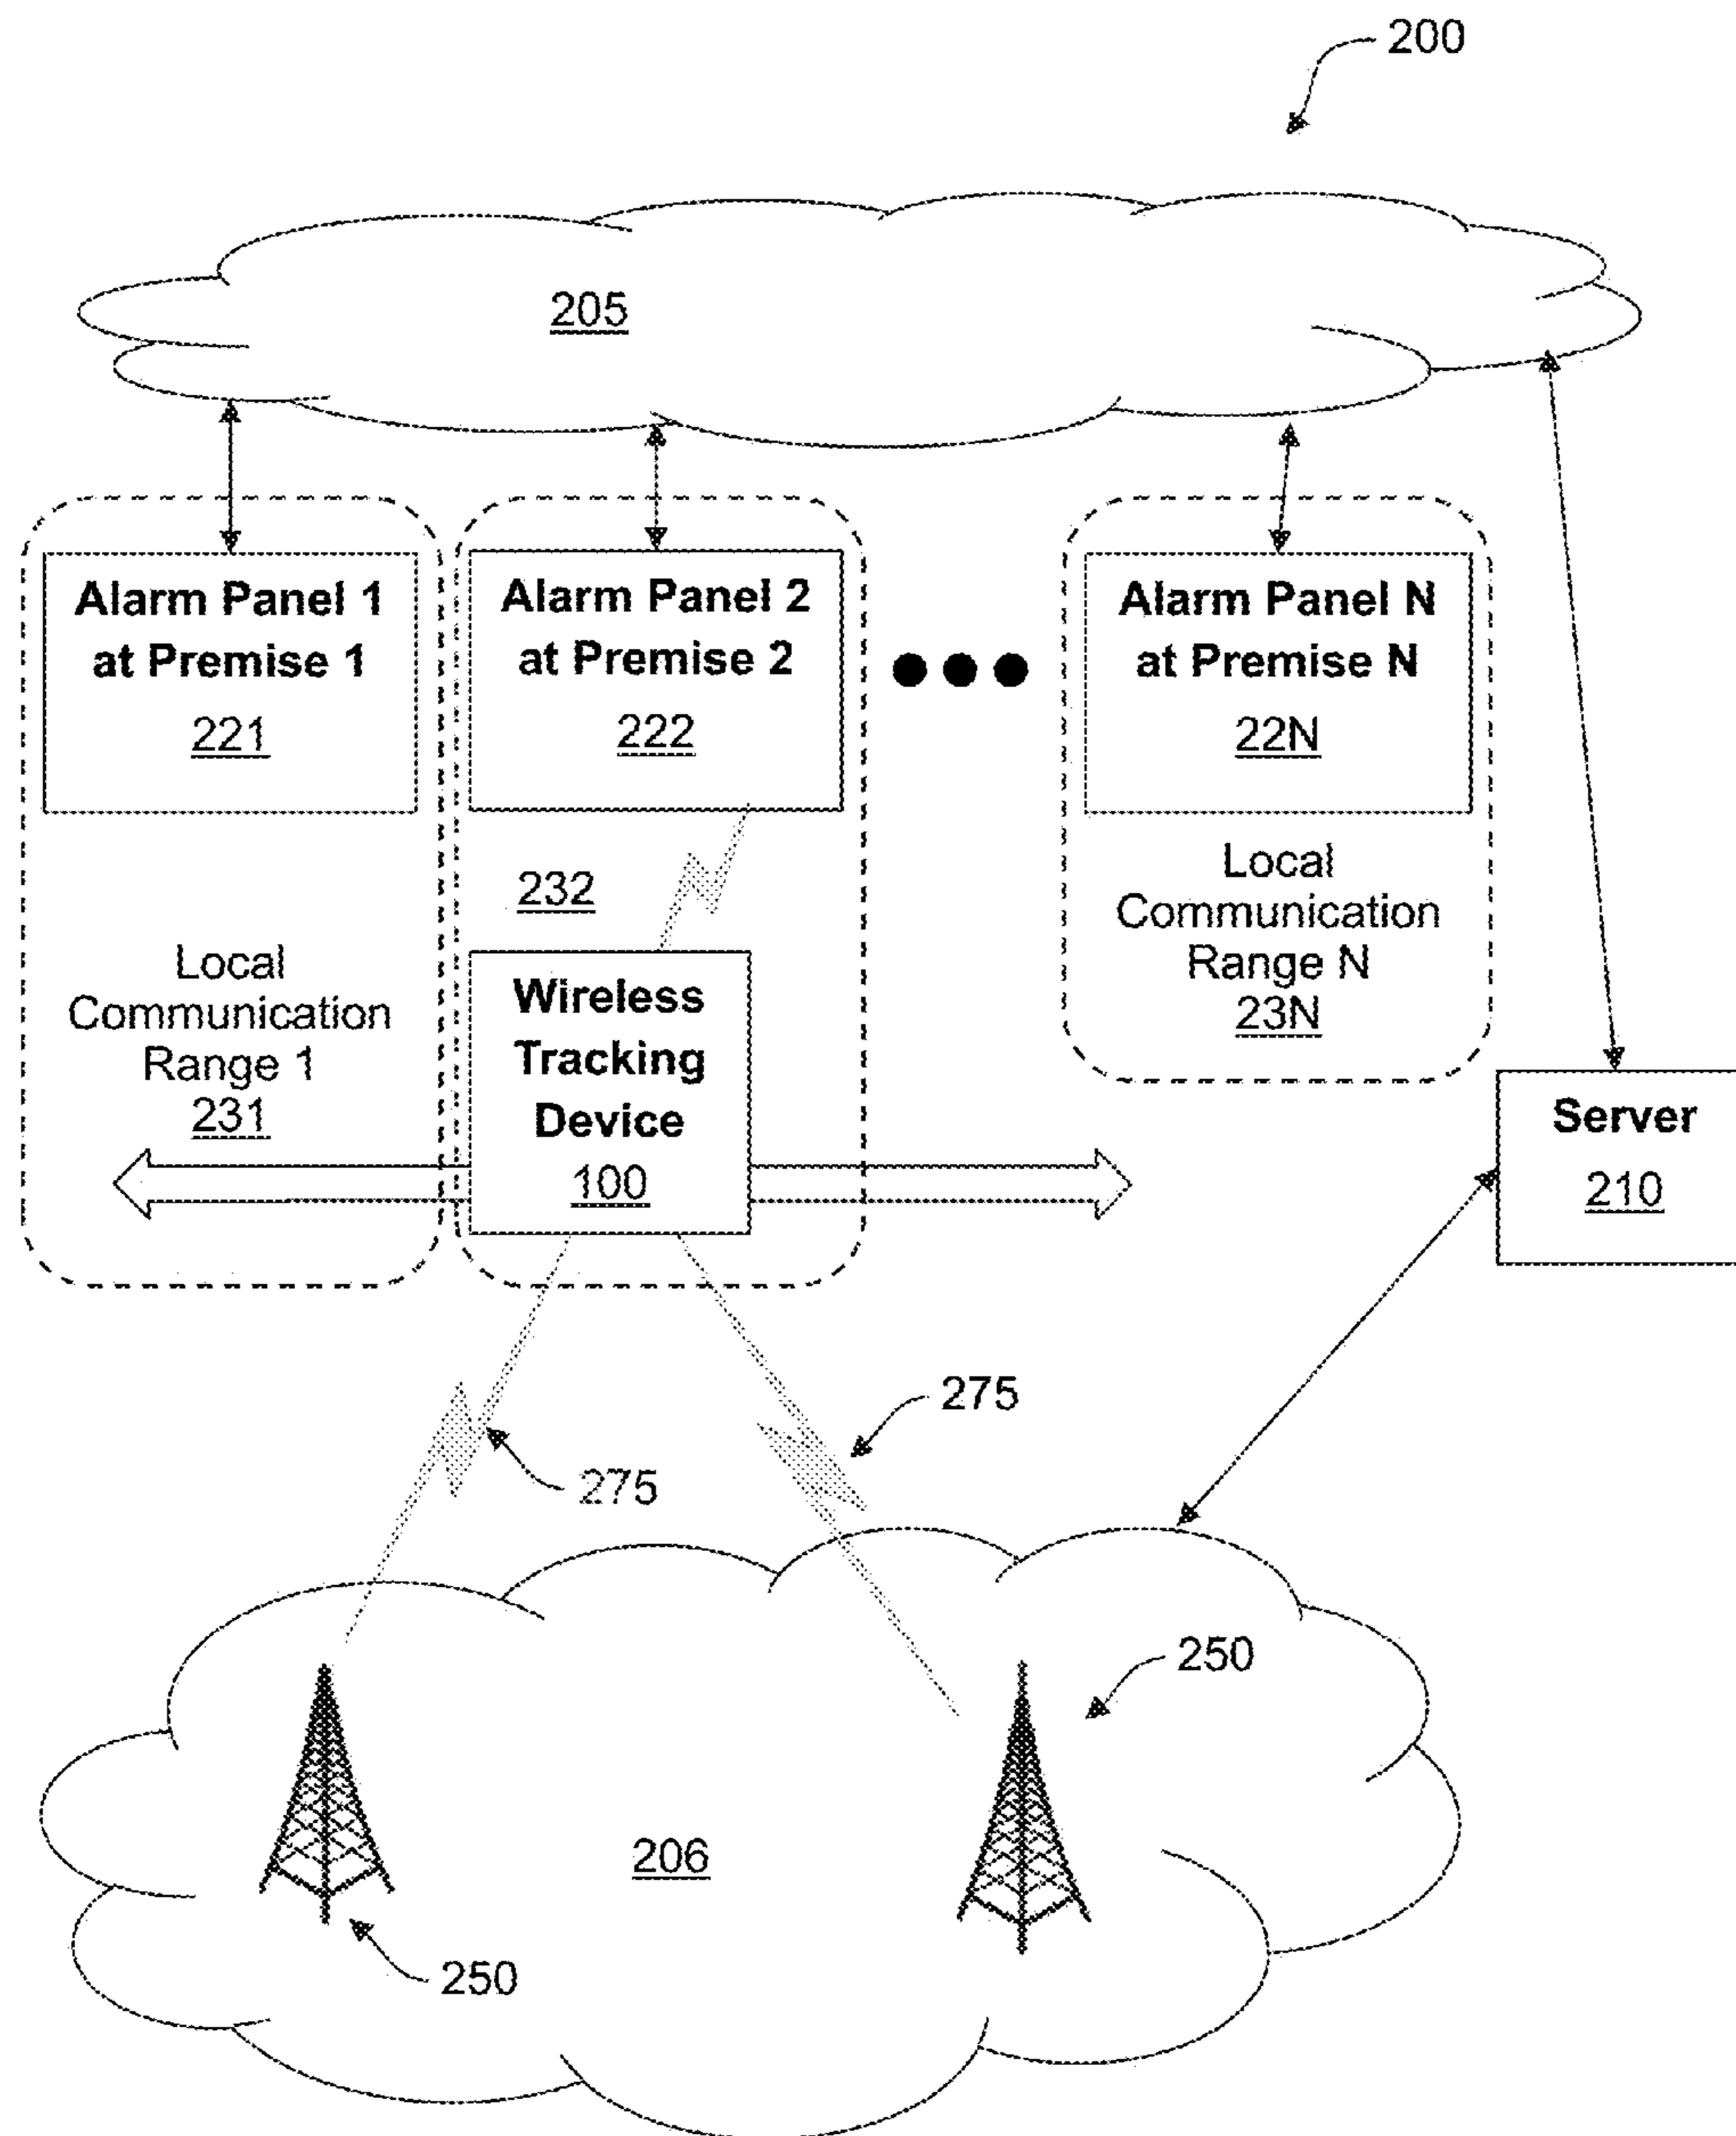 200
205
Alarm Panel 1
at Premise 1
221
Alarm Panel 2
at Premise 2
222
Alarm Panel N
at Premise N
22N
232
Local
Communication
Range 1
231
Wireless
Tracking
Device
100
Local
Communication
Range N
23N
Server
210
275
275
250
206
250